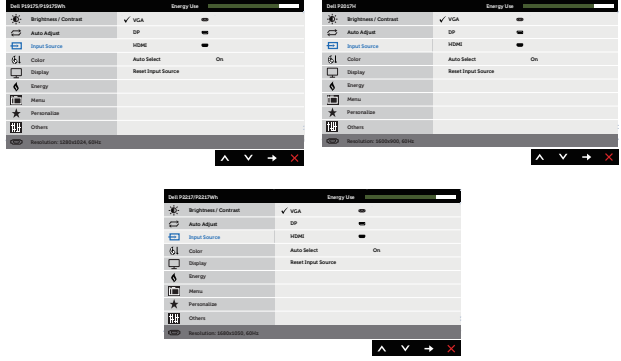 Dell P1917S/P1917SWh Energy Use
Brightness / Contrast ✓ VGA
Auto Adjust DP
Input Source HDMI
Color Auto Select On
Display Reset Input Source
Energy
Menu
Personalize
Others
Resolution: 1280x1024, 60Hz
Dell P2017H Energy Use
Brightness / Contrast ✓ VGA
Auto Adjust DP
Input Source HDMI
Color Auto Select On
Display Reset Input Source
Energy
Menu
Personalize
Others
Resolution: 1600x900, 60Hz
Dell P2217/P2217Wh Energy Use
Brightness / Contrast ✓ VGA
Auto Adjust DP
Input Source HDMI
Color Auto Select On
Display Reset Input Source
Energy
Menu
Personalize
Others
Resolution: 1680x1050, 60Hz